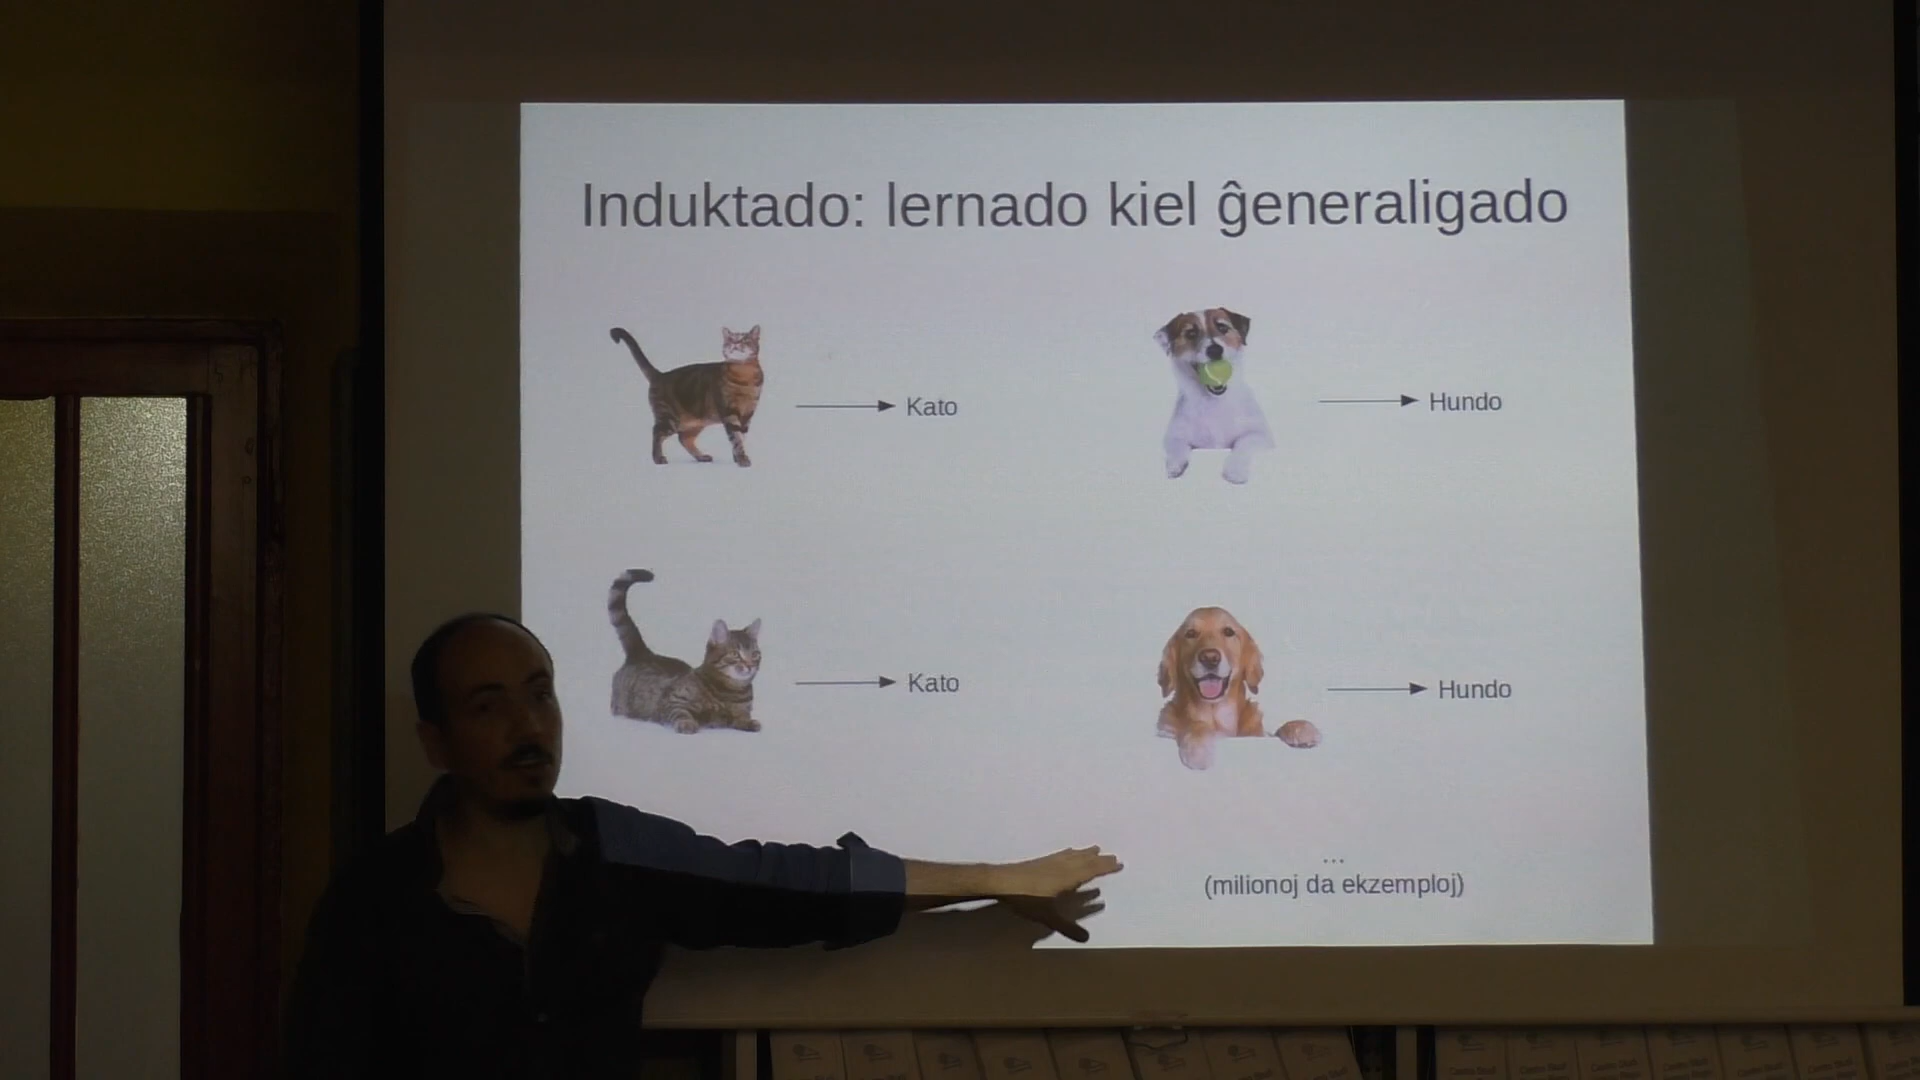 Induktado: lernado kiel ĝeneraligado
Kato
Hundo
Kato
Hundo
...
(milionoj da ekzemploj)